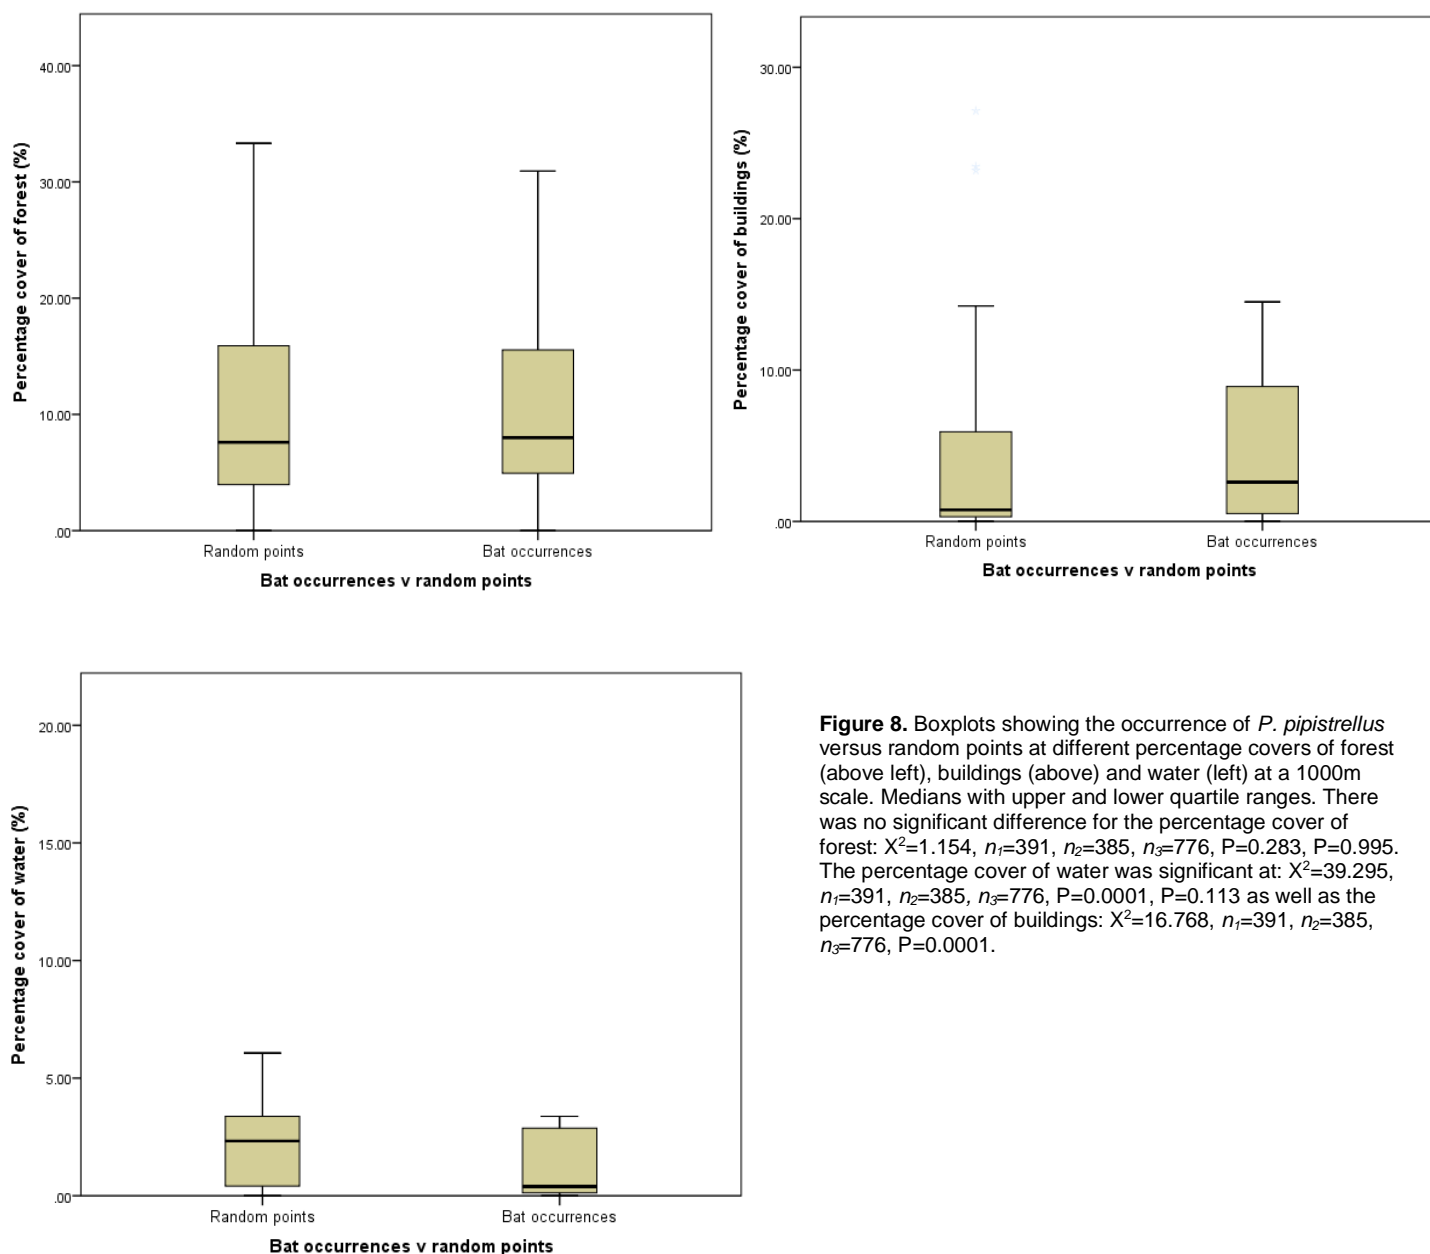 Percentage cover of forest (%)
40.00
30.00
20.00
10.00
.00
Random points
Bat occurrences
Bat occurrences v random points
Percentage cover of buildings (%)
30.00
20.00
10.00
.00
Random points
Bat occurrences
Bat occurrences v random points
Percentage cover of water (%)
20.00
15.00
10.00
5.00
.00
Random points
Bat occurrences
Bat occurrences v random points
Figure 8. Boxplots showing the occurrence of P. pipistrellus
versus random points at different percentage covers of forest
(above left), buildings (above) and water (left) at a 1000m
scale. Medians with upper and lower quartile ranges. There
was no significant difference for the percentage cover of
forest: X²=1.154, n₁=391, n₂=385, n₃=776, P=0.283, P=0.995.
The percentage cover of water was significant at: X²=39.295,
n₁=391, n₂=385, n₃=776, P=0.0001, P=0.113 as well as the
percentage cover of buildings: X²=16.768, n₁=391, n₂=385,
n₃=776, P=0.0001.